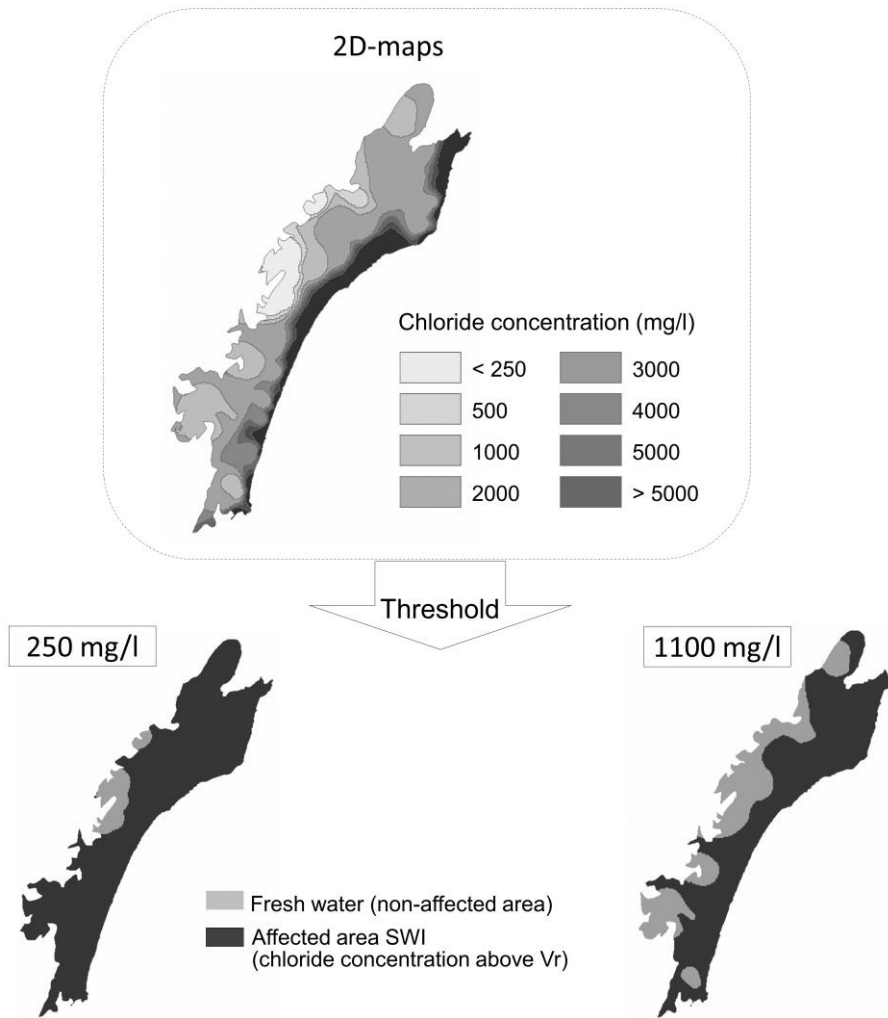 2D-maps
Chloride concentration (mg/l)
< 250
500
1000
2000
3000
4000
5000
> 5000
Threshold
250 mg/l
1100 mg/l
Fresh water (non-affected area)
Affected area SWI
(chloride concentration above Vr)